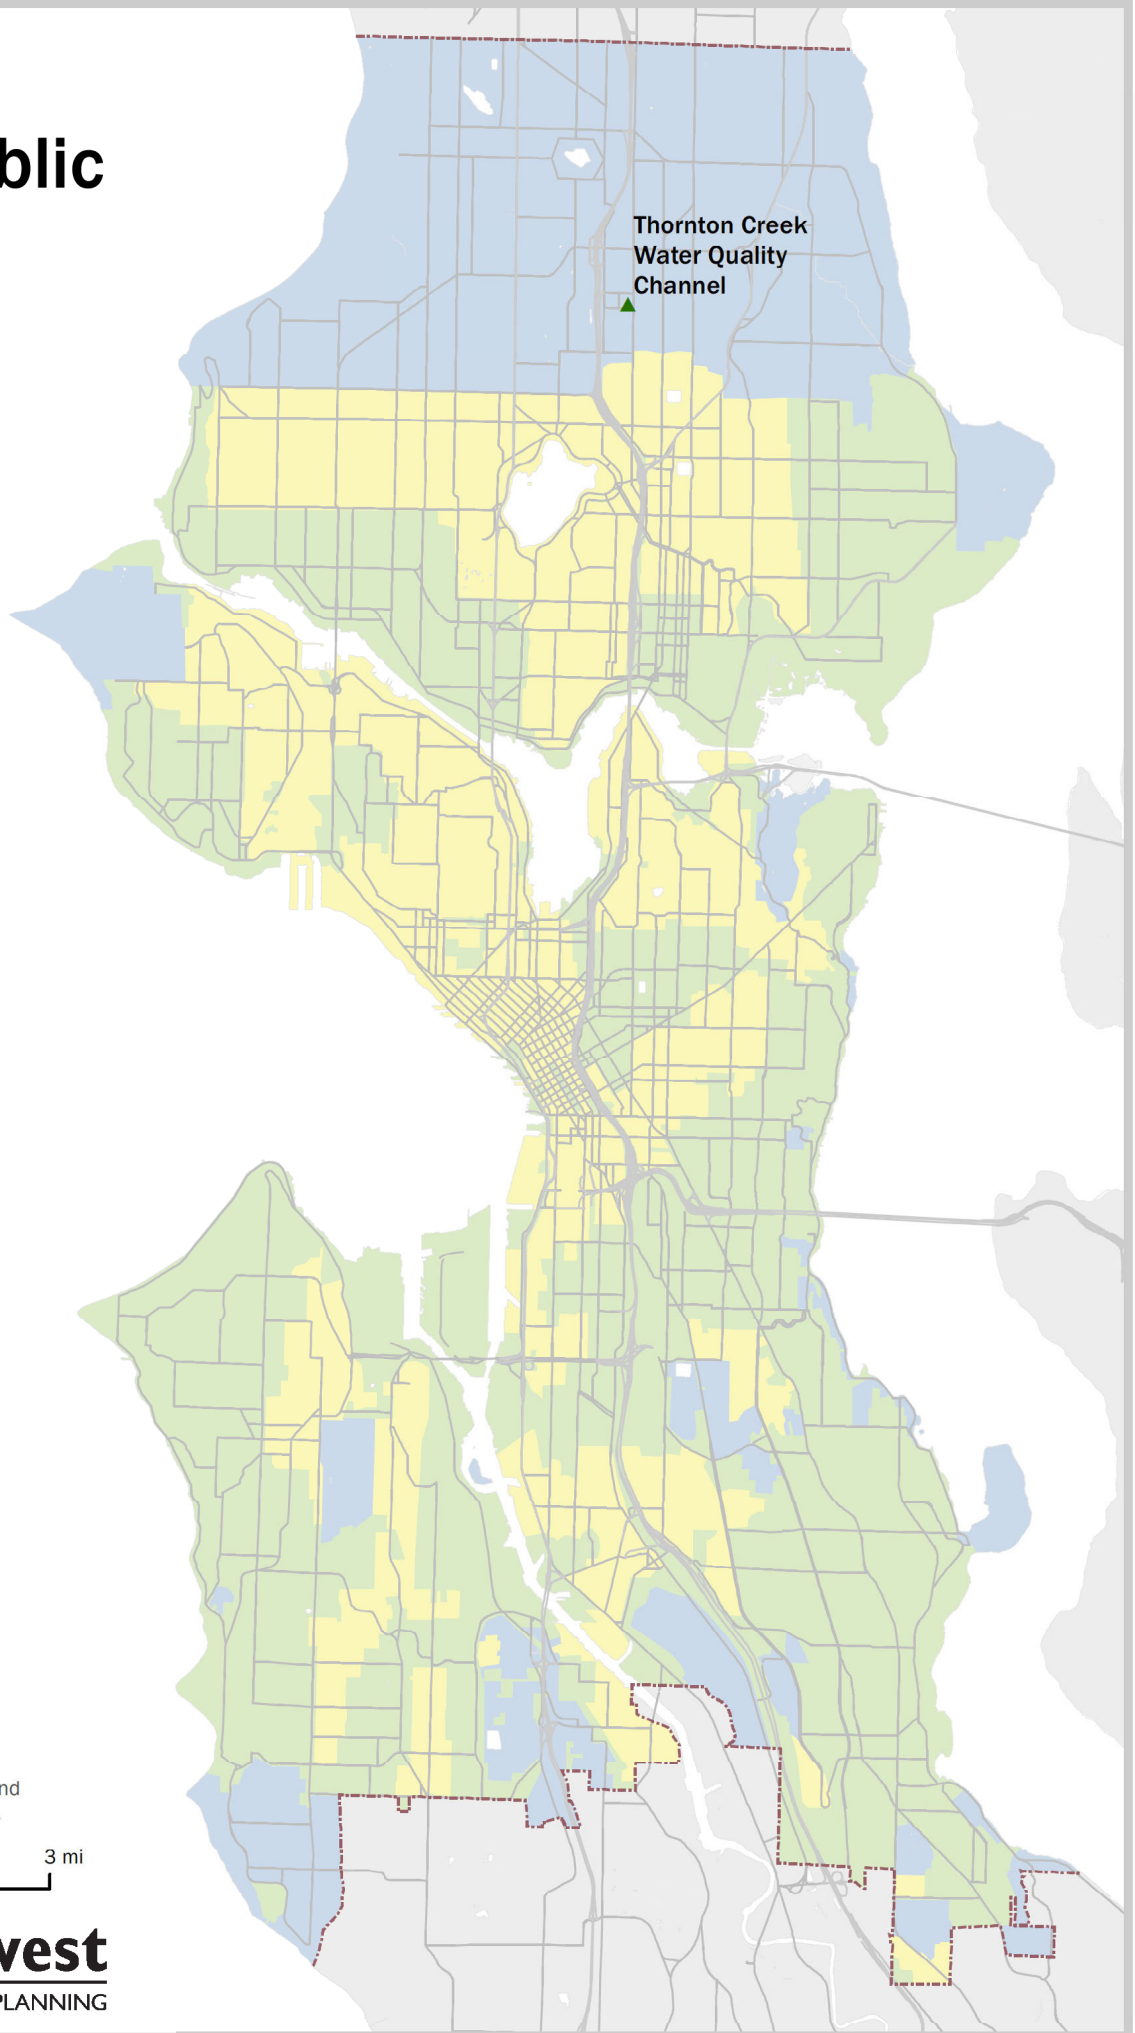 blic
Thornton Creek
Water Quality
Channel
nd
3 mi
vest
PLANNING